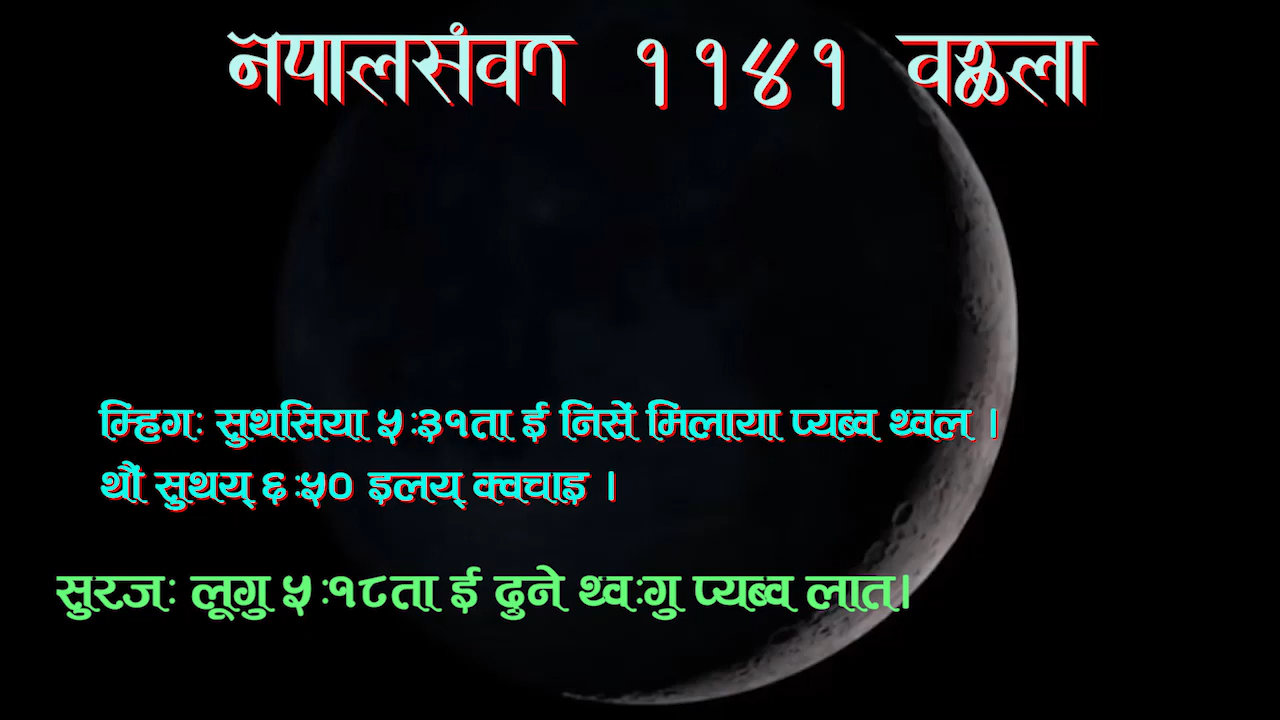 नेपालसंवत् ११४१ वछला
म्हिगः सुथसिया ५ :३१ता ई निसें मिलाया प्यब्व थ्वल ।
थौं सुथय् ६ :५० इलय् क्वचाइ ।
सुरजः लूगु ५ :१८ता ई दुने थ्वःगु प्यब्व लात।